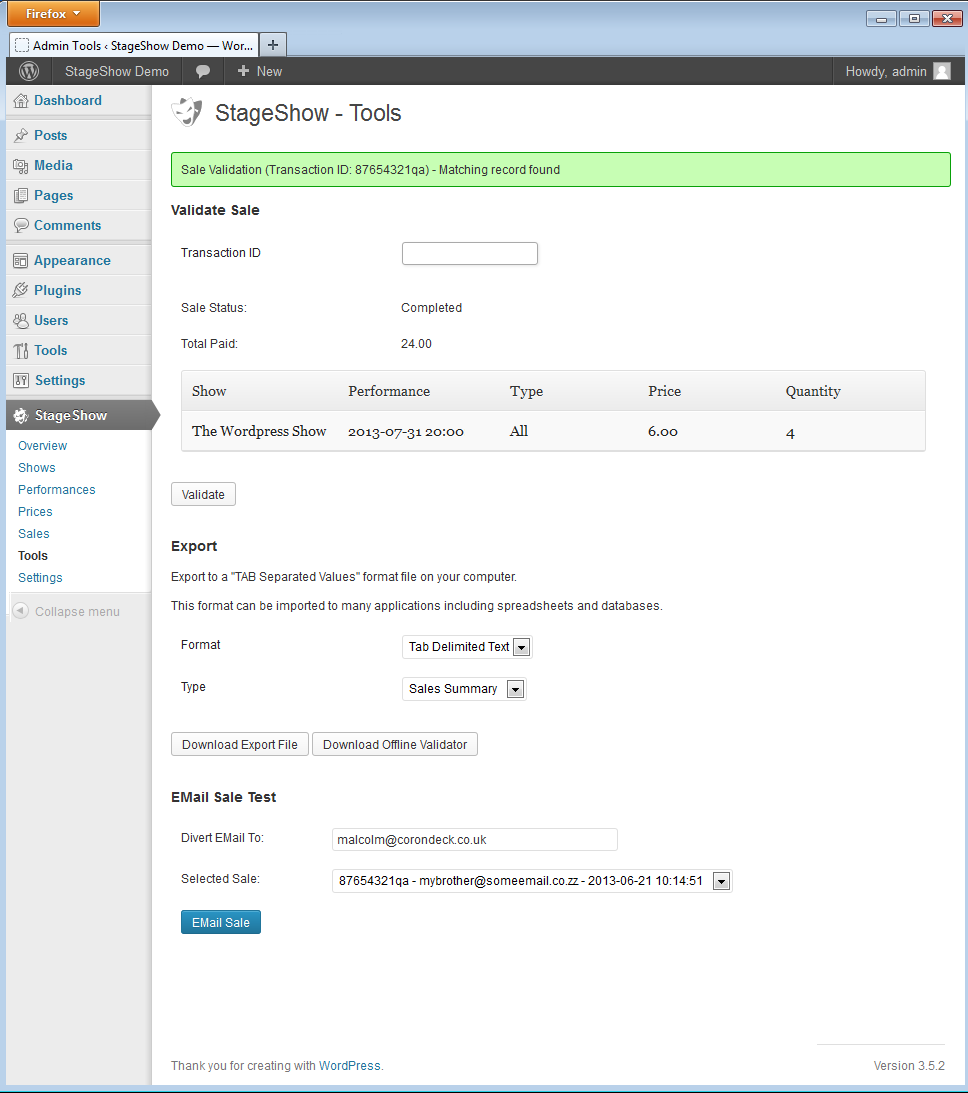 Firefox
Admin Tools ‹ StageShow Demo — Wor...
StageShow Demo
New
Howdy, admin
Dashboard
Posts
Media
Pages
Comments
Appearance
Plugins
Users
Tools
Settings
StageShow
Overview
Shows
Performances
Prices
Sales
Tools
Settings
Collapse menu
StageShow - Tools
Sale Validation (Transaction ID: 87654321qa) - Matching record found
Validate Sale
Transaction ID
Sale Status: Completed
Total Paid: 24.00
Show Performance Type Price Quantity
The Wordpress Show 2013-07-31 20:00 All 6.00 4
Validate
Export
Export to a "TAB Separated Values" format file on your computer.
This format can be imported to many applications including spreadsheets and databases.
Format Tab Delimited Text
Type Sales Summary
Download Export File Download Offline Validator
EMail Sale Test
Divert EMail To: malcolm@corondeck.co.uk
Selected Sale: 87654321qa - mybrother@someemail.co.zz - 2013-06-21 10:14:51
EMail Sale
Thank you for creating with WordPress. Version 3.5.2